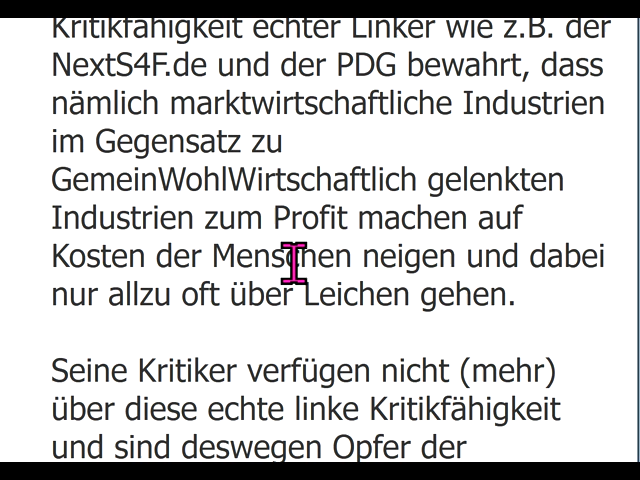 Kritikfähigkeit echter Linker wie z.B. der
NextS4F.de und der PDG bewahrt, dass
nämlich marktwirtschaftliche Industrien
im Gegensatz zu
GemeinWohlWirtschaftlich gelenkten
Industrien zum Profit machen auf
Kosten der Menschen neigen und dabei
nur allzu oft über Leichen gehen.
Seine Kritiker verfügen nicht (mehr)
über diese echte linke Kritikfähigkeit
und sind deswegen Opfer der